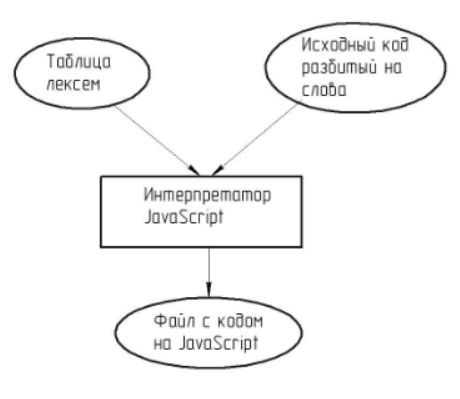 Таблица
лексем
Исходный код
разбитый на
слова
Интерпретатор
JavaScript
Файл с кодом
на JavaScript